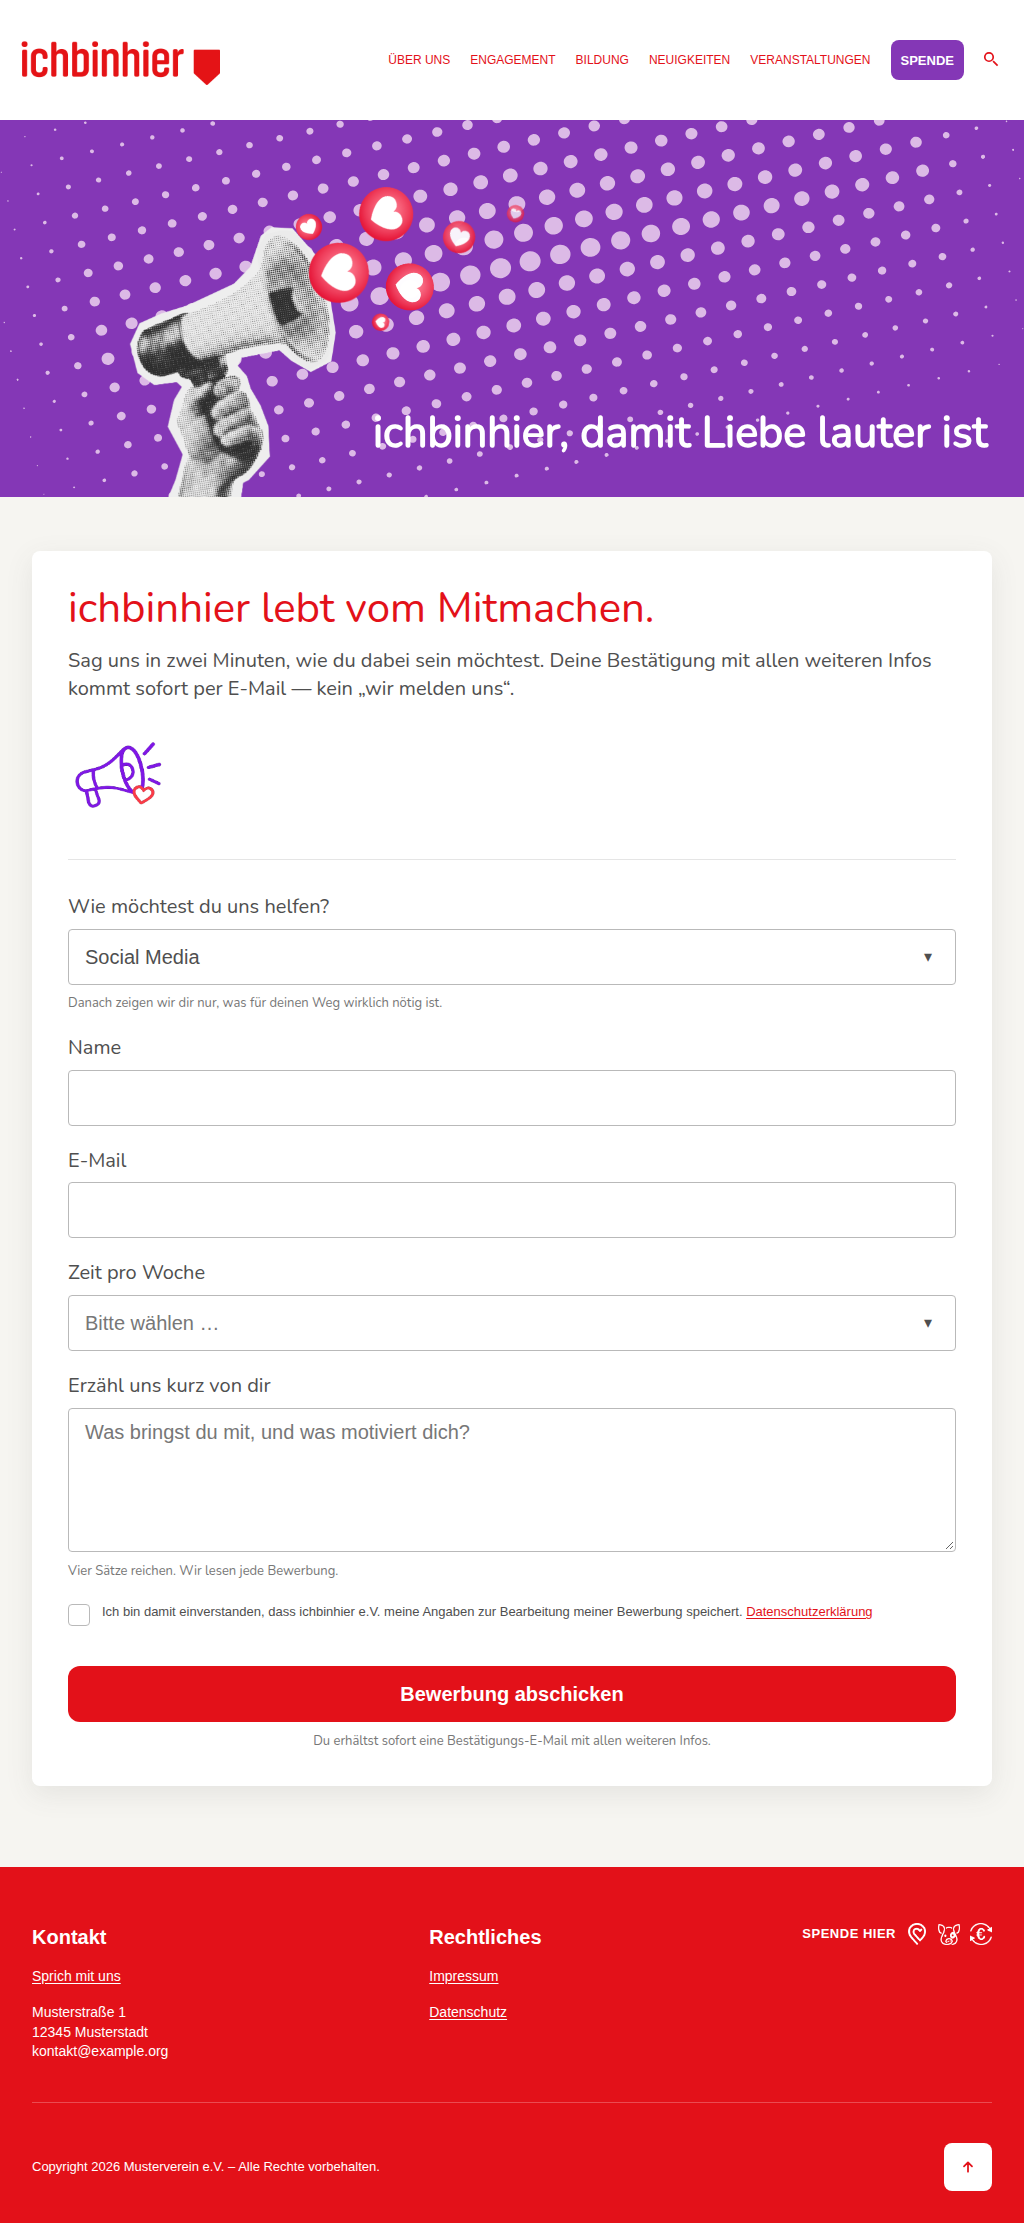 ichbinhier
ÜBER UNS
ENGAGEMENT
BILDUNG
NEUIGKEITEN
VERANSTALTUNGEN
SPENDE
ichbinhier, damit Liebe lauter ist
ichbinhier lebt vom Mitmachen.
Sag uns in zwei Minuten, wie du dabei sein möchtest. Deine Bestätigung mit allen weiteren Infos
kommt sofort per E-Mail — kein „wir melden uns“.
Wie möchtest du uns helfen?
Social Media
Danach zeigen wir dir nur, was für deinen Weg wirklich nötig ist.
Name
E-Mail
Zeit pro Woche
Bitte wählen …
Erzähl uns kurz von dir
Was bringst du mit, und was motiviert dich?
Vier Sätze reichen. Wir lesen jede Bewerbung.
Ich bin damit einverstanden, dass ichbinhier e.V. meine Angaben zur Bearbeitung meiner Bewerbung speichert. Datenschutzerklärung
Bewerbung abschicken
Du erhältst sofort eine Bestätigungs-E-Mail mit allen weiteren Infos.
Kontakt
Sprich mit uns
Musterstraße 1
12345 Musterstadt
kontakt@example.org
Rechtliches
Impressum
Datenschutz
SPENDE HIER
Copyright 2026 Musterverein e.V. – Alle Rechte vorbehalten.